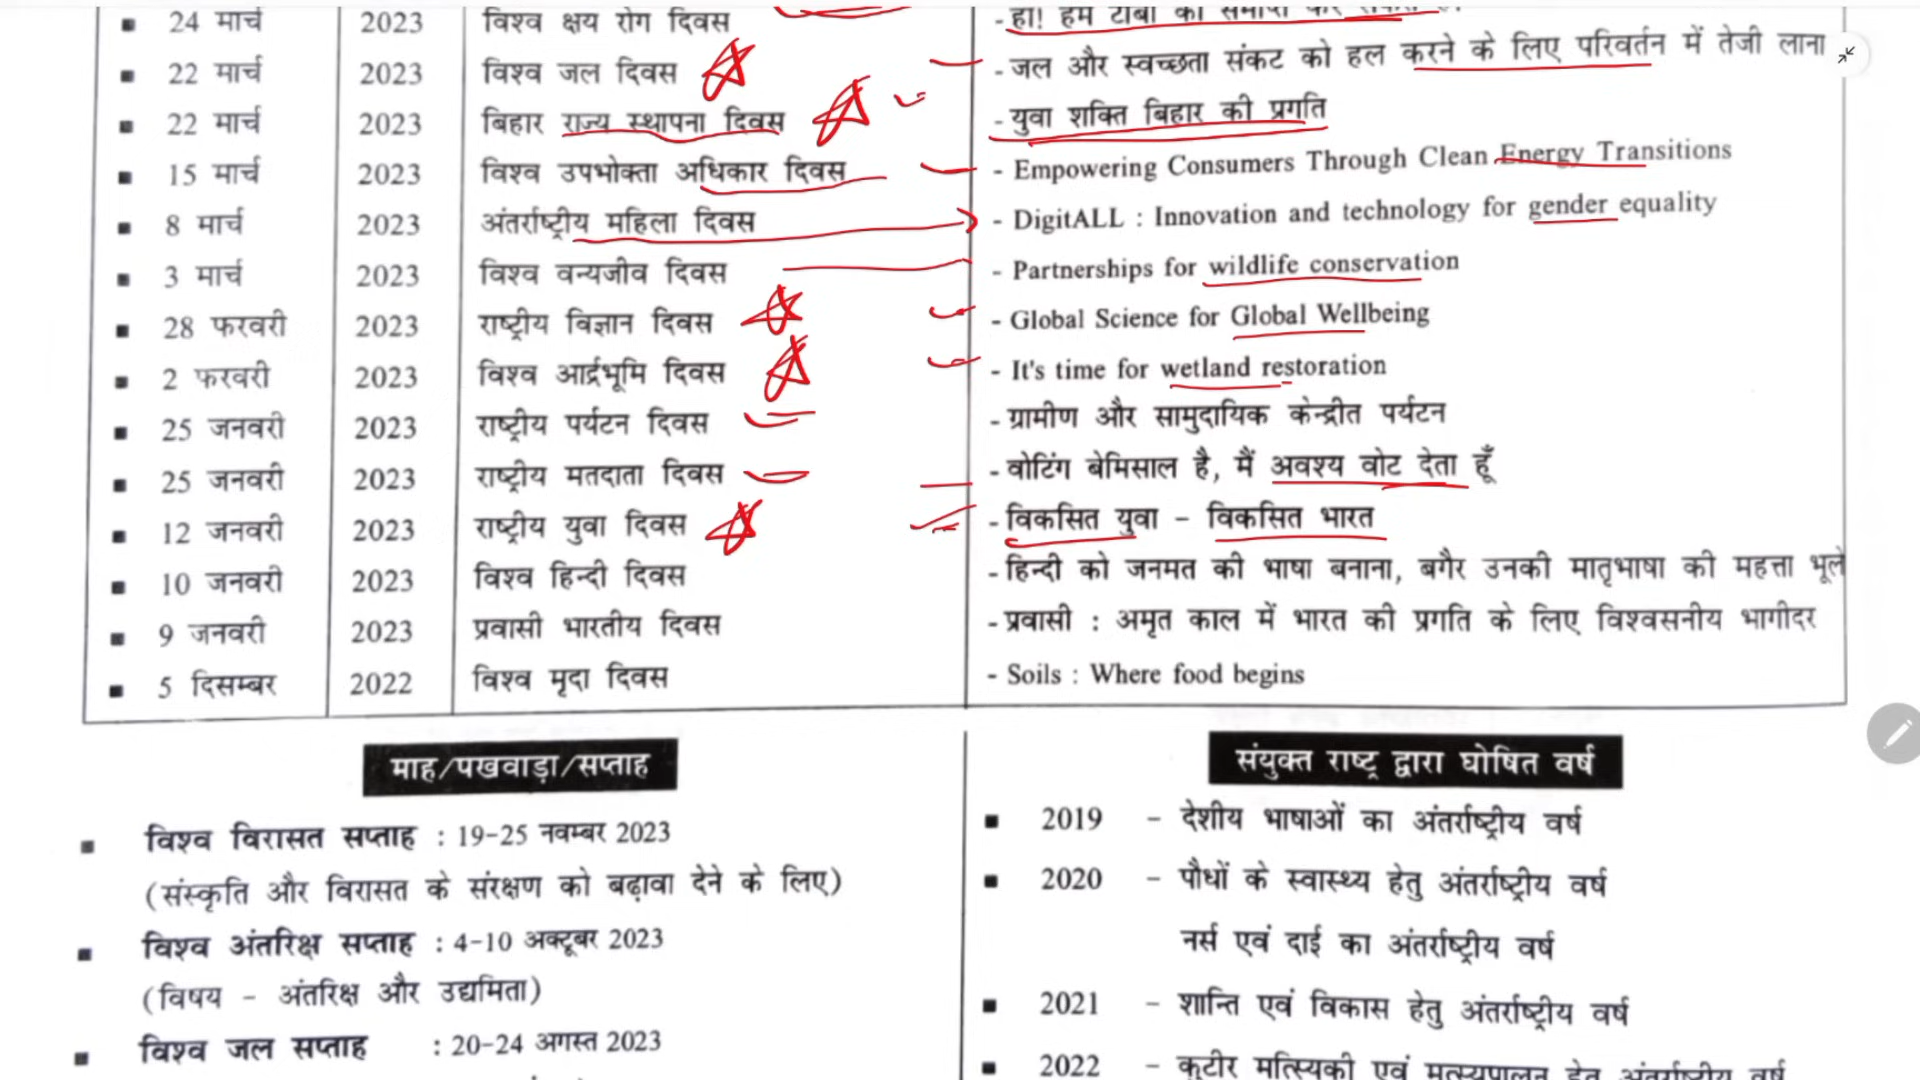 ▪ 24 मार्च 2023 विश्व क्षय रोग दिवस - हाँ! हम टीबी को समाप्त कर सकते हैं
▪ 22 मार्च 2023 विश्व जल दिवस - जल और स्वच्छता संकट को हल करने के लिए परिवर्तन में तेजी लाना
▪ 22 मार्च 2023 बिहार राज्य स्थापना दिवस - युवा शक्ति बिहार की प्रगति
▪ 15 मार्च 2023 विश्व उपभोक्ता अधिकार दिवस - Empowering Consumers Through Clean Energy Transitions
▪ 8 मार्च 2023 अंतर्राष्ट्रीय महिला दिवस - DigitALL : Innovation and technology for gender equality
▪ 3 मार्च 2023 विश्व वन्यजीव दिवस - Partnerships for wildlife conservation
▪ 28 फरवरी 2023 राष्ट्रीय विज्ञान दिवस - Global Science for Global Wellbeing
▪ 2 फरवरी 2023 विश्व आर्द्रभूमि दिवस - It's time for wetland restoration
▪ 25 जनवरी 2023 राष्ट्रीय पर्यटन दिवस - ग्रामीण और सामुदायिक केन्द्रीत पर्यटन
▪ 25 जनवरी 2023 राष्ट्रीय मतदाता दिवस - वोटिंग बेमिसाल है, मैं अवश्य वोट देता हूँ
▪ 12 जनवरी 2023 राष्ट्रीय युवा दिवस - विकसित युवा - विकसित भारत
▪ 10 जनवरी 2023 विश्व हिन्दी दिवस - हिन्दी को जनमत की भाषा बनाना, बगैर उनकी मातृभाषा की महत्ता भूले
▪ 9 जनवरी 2023 प्रवासी भारतीय दिवस - प्रवासी : अमृत काल में भारत की प्रगति के लिए विश्वसनीय भागीदर
▪ 5 दिसम्बर 2022 विश्व मृदा दिवस - Soils : Where food begins
माह/पखवाड़ा/सप्ताह
▪ विश्व विरासत सप्ताह : 19-25 नवम्बर 2023
(संस्कृति और विरासत के संरक्षण को बढ़ावा देने के लिए)
▪ विश्व अंतरिक्ष सप्ताह : 4-10 अक्टूबर 2023
(विषय - अंतरिक्ष और उद्यमिता)
▪ विश्व जल सप्ताह : 20-24 अगस्त 2023
संयुक्त राष्ट्र द्वारा घोषित वर्ष
▪ 2019 - देशीय भाषाओं का अंतर्राष्ट्रीय वर्ष
▪ 2020 - पौधों के स्वास्थ्य हेतु अंतर्राष्ट्रीय वर्ष
नर्स एवं दाई का अंतर्राष्ट्रीय वर्ष
▪ 2021 - शान्ति एवं विकास हेतु अंतर्राष्ट्रीय वर्ष
▪ 2022 - कुटीर मत्स्यिकी एवं मत्स्यपालन हेतु अंतर्राष्ट्रीय वर्ष